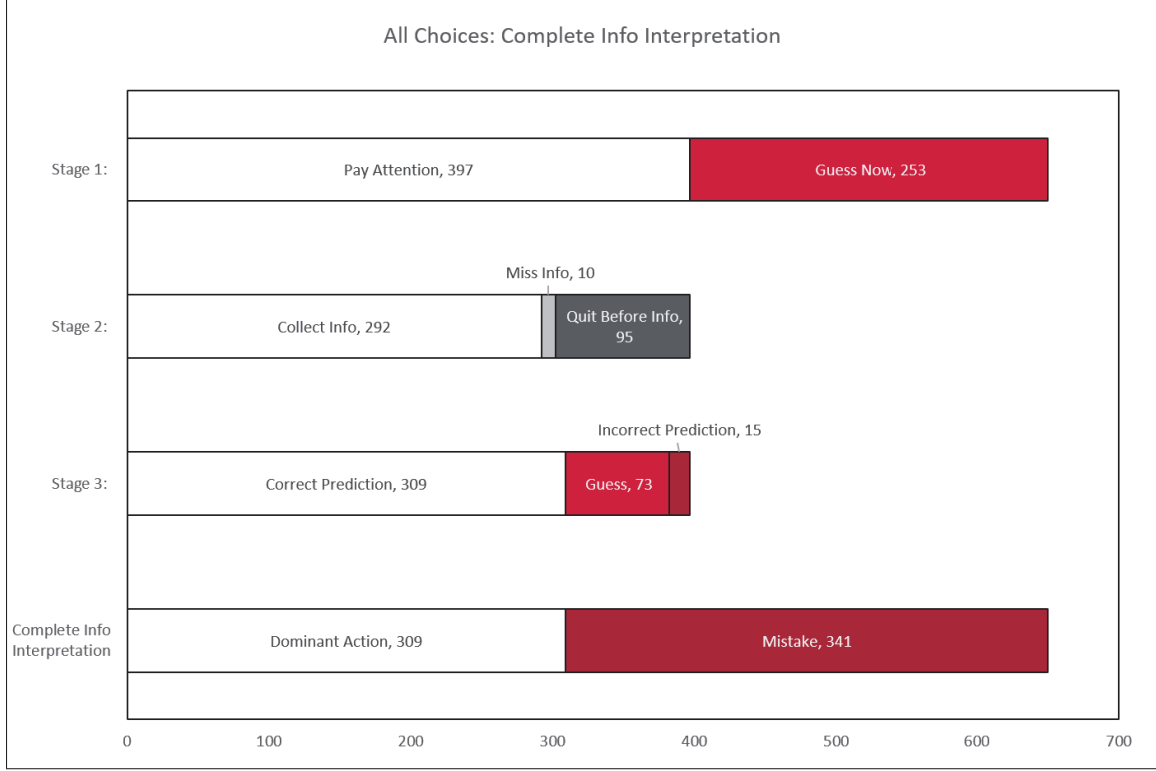 All Choices: Complete Info Interpretation
Stage 1:
Pay Attention, 397
Guess Now, 253
Miss Info, 10
Stage 2:
Collect Info, 292
Quit Before Info,
95
Incorrect Prediction, 15
Stage 3:
Correct Prediction, 309
Guess, 73
Complete Info
Interpretation
Dominant Action, 309
Mistake, 341
0
100
200
300
400
500
600
700